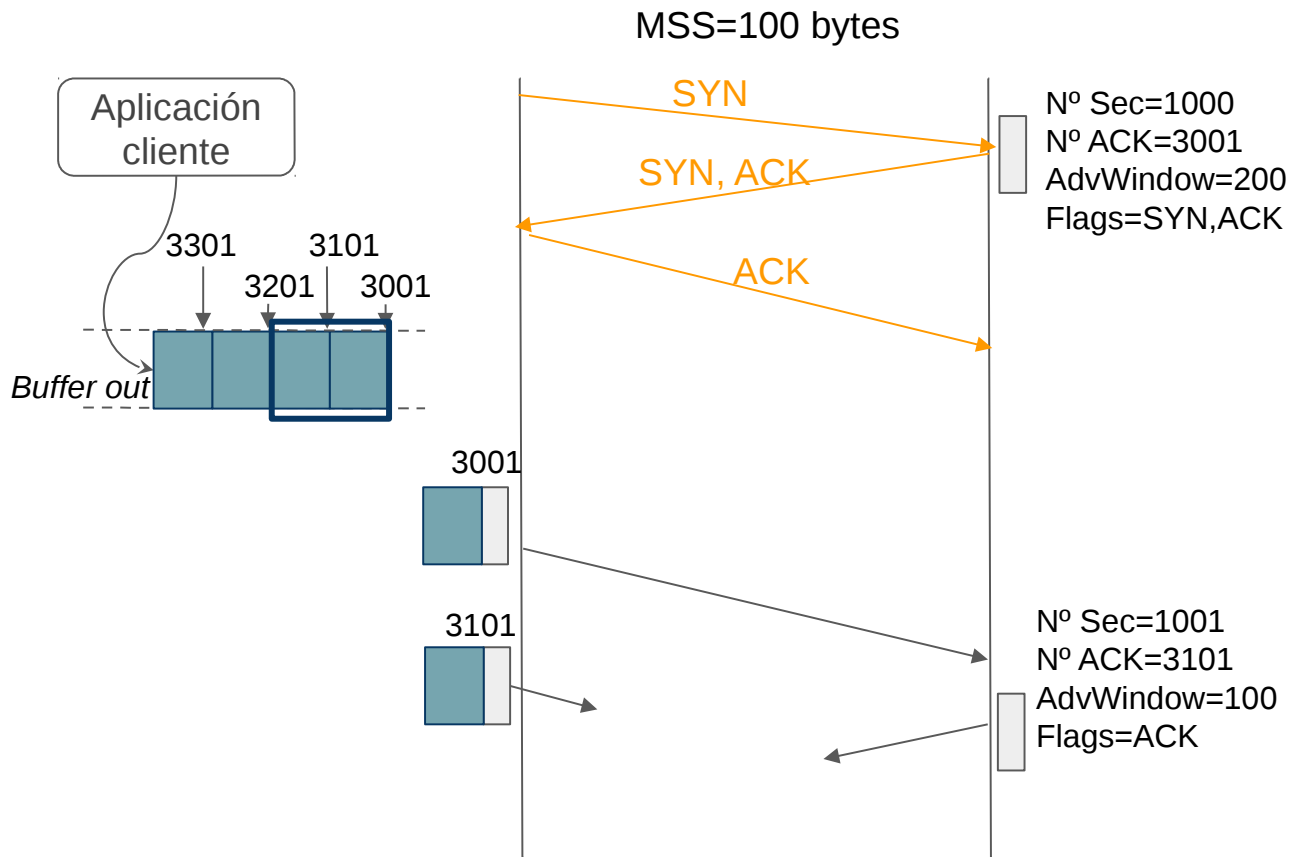 MSS=100 bytes
Aplicación
cliente
SYN
Nº Sec=1000
Nº ACK=3001
AdvWindow=200
Flags=SYN,ACK
SYN, ACK
3301
3101
3201
3001
ACK
Buffer out
3001
3101
Nº Sec=1001
Nº ACK=3101
AdvWindow=100
Flags=ACK